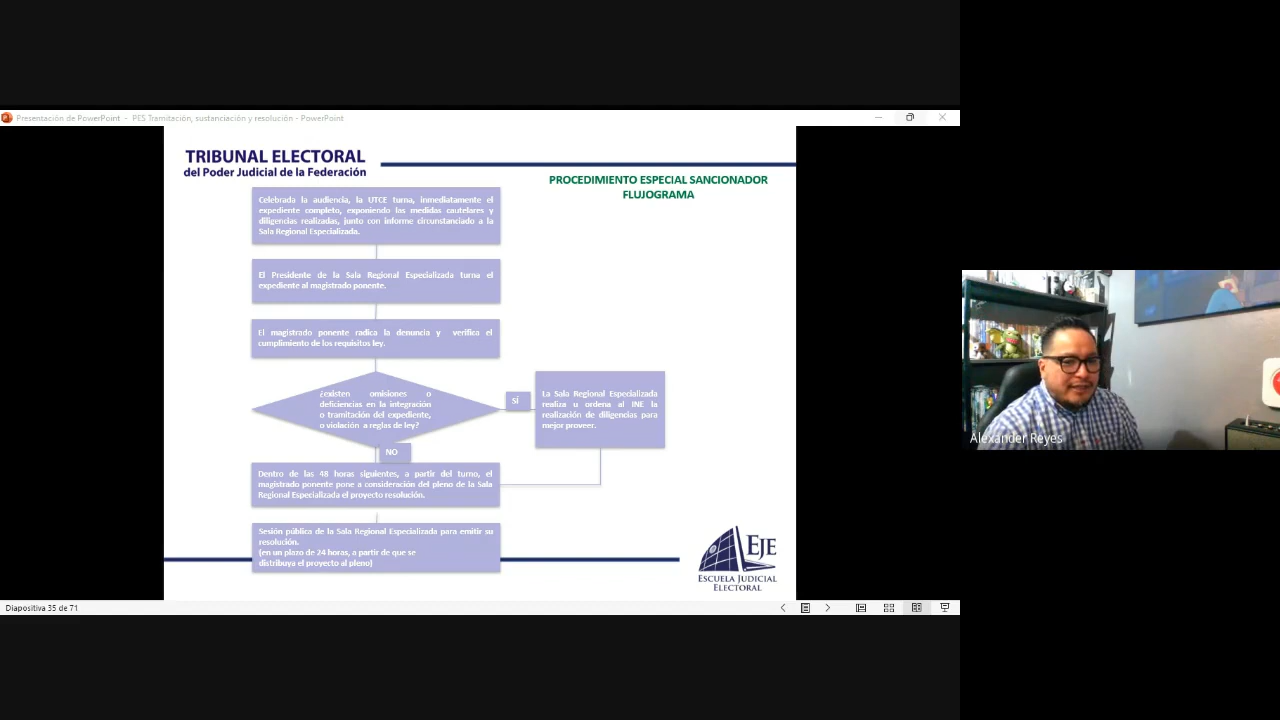 Presentación de PowerPoint - PES Tramitación, sustanciación y resolución - PowerPoint
TRIBUNAL ELECTORAL
del Poder Judicial de la Federación
PROCEDIMIENTO ESPECIAL SANCIONADOR
FLUJOGRAMA
Celebrada la audiencia, la UTCE turna, inmediatamente el
expediente completo, exponiendo las medidas cautelares y
diligencias realizadas, junto con informe circunstanciado a la
Sala Regional Especializada.
El Presidente de la Sala Regional Especializada turna el
expediente al magistrado ponente.
El magistrado ponente radica la denuncia y verifica el
cumplimiento de los requisitos ley.
¿existen omisiones o
deficiencias en la integración
o tramitación del expediente,
o violación a reglas de ley?
SÍ
La Sala Regional Especializada
realiza u ordena al INE la
realización de diligencias para
mejor proveer.
NO
Dentro de las 48 horas siguientes, a partir del turno, el
magistrado ponente pone a consideración del pleno de la Sala
Regional Especializada el proyecto resolución.
Sesión pública de la Sala Regional Especializada para emitir su
resolución.
(en un plazo de 24 horas, a partir de que se
distribuya el proyecto al pleno)
EJE
ESCUELA JUDICIAL
ELECTORAL
Diapositiva 35 de 71
Alexander Reyes